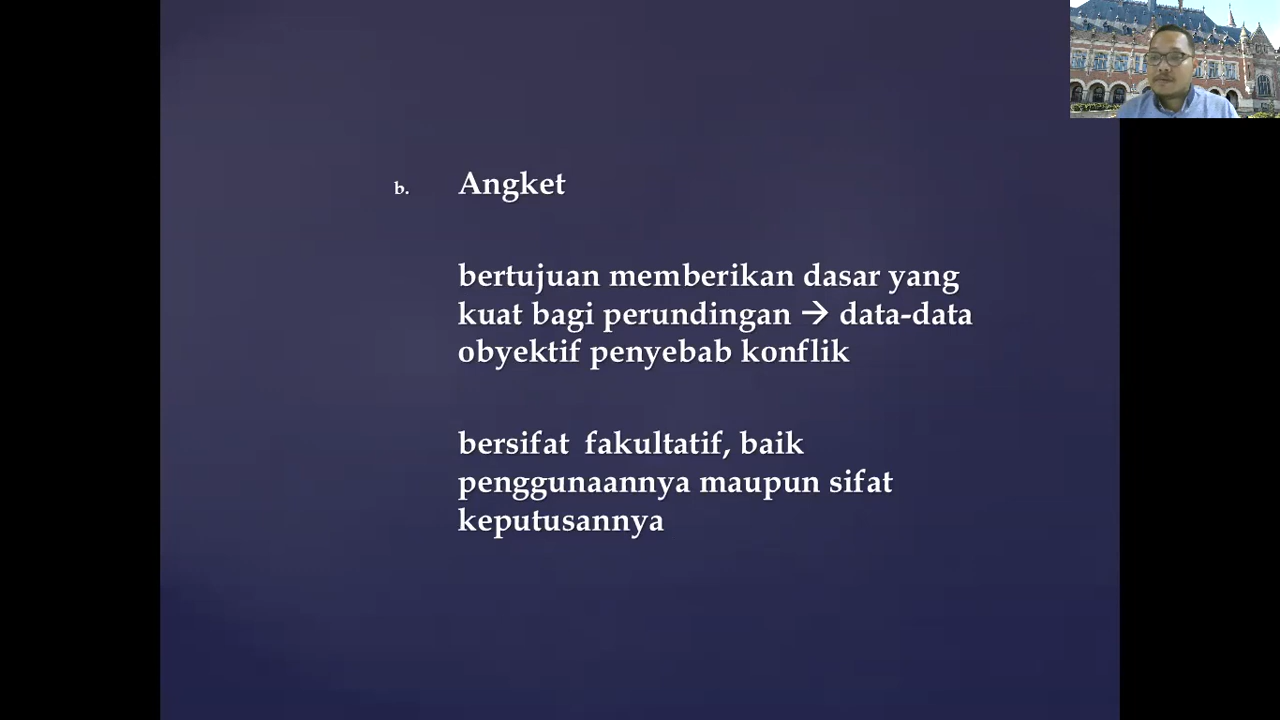 b. Angket
bertujuan memberikan dasar yang
kuat bagi perundingan → data-data
obyektif penyebab konflik
bersifat fakultatif, baik
penggunaannya maupun sifat
keputusannya